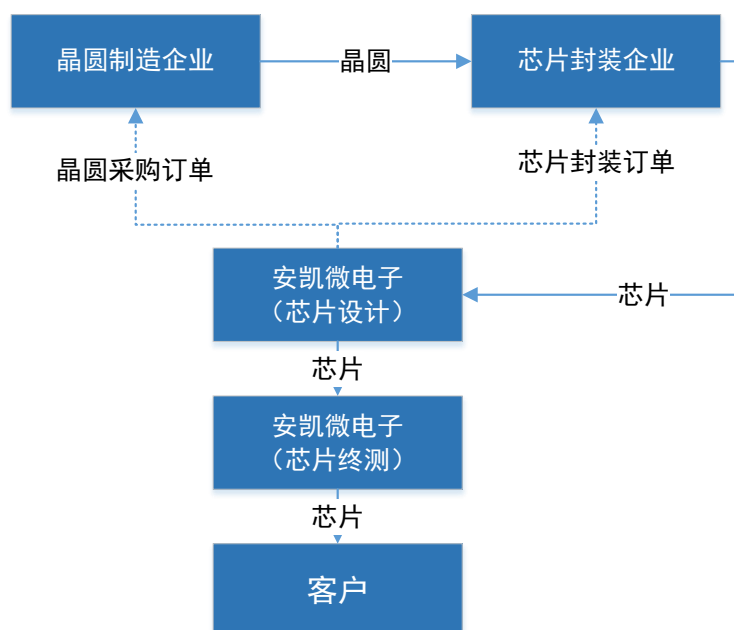 晶圆制造企业
晶圆
芯片封装企业
晶圆采购订单
芯片封装订单
安凯微电子
（芯片设计）
芯片
芯片
安凯微电子
（芯片终测）
芯片
客户